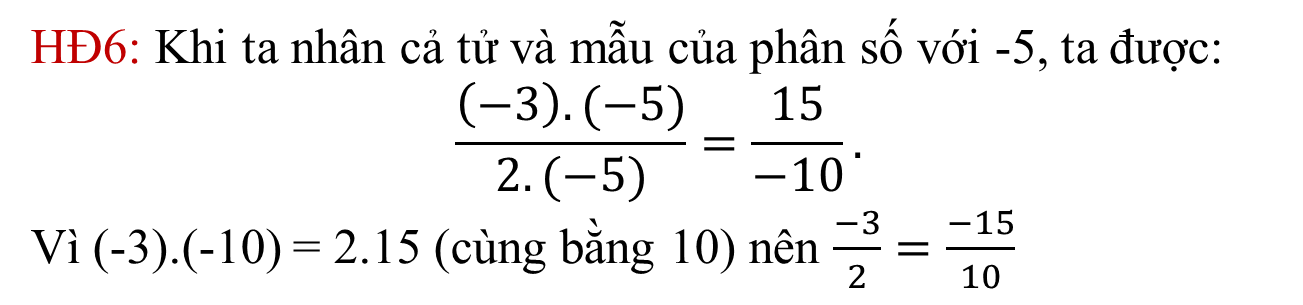 HĐ6: Khi ta nhân cả tử và mẫu của phân số với -5, ta được:
(−3).(−5)/2.(−5) = 15/−10.
Vì (-3).(-10) = 2.15 (cùng bằng 10) nên −3/2 = −15/10